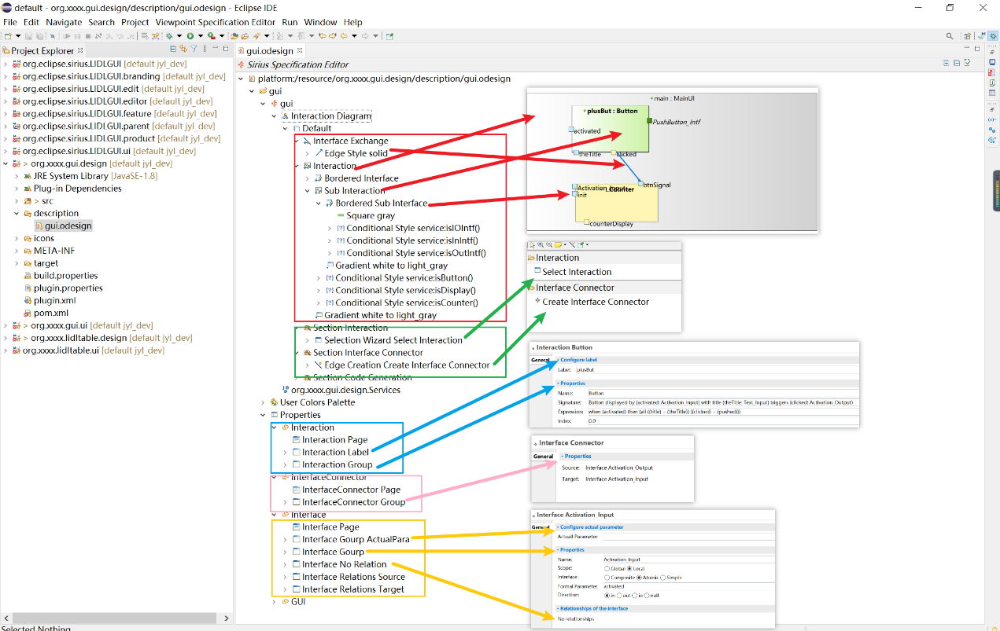 default - org.xxxx.gui.design/description/gui.odesign - Eclipse IDE
File Edit Navigate Search Project Viewpoint Specification Editor Run Window Help
Project Explorer
org.eclipse.sirius.LIDLGUI [default jyl_dev]
org.eclipse.sirius.LIDLGUI.branding [default jyl_dev]
org.eclipse.sirius.LIDLGUI.edit [default jyl_dev]
org.eclipse.sirius.LIDLGUI.editor [default jyl_dev]
org.eclipse.sirius.LIDLGUI.feature [default jyl_dev]
org.eclipse.sirius.LIDLGUI.parent [default jyl_dev]
org.eclipse.sirius.LIDLGUI.product [default jyl_dev]
org.eclipse.sirius.LIDLGUI.ui [default jyl_dev]
> org.xxxx.gui.design [default jyl_dev]
JRE System Library [JavaSE-1.8]
Plug-in Dependencies
> src
description
gui.odesign
icons
META-INF
target
build.properties
plugin.properties
plugin.xml
pom.xml
> org.xxxx.gui.ui [default jyl_dev]
> org.xxxx.lidltable.design [default jyl_dev]
org.xxxx.lidltable.ui [default jyl_dev]
Selected Nothing
gui.odesign
Sirius Specification Editor
platform:/resource/org.xxxx.gui.design/description/gui.odesign
gui
gui
Interaction Diagram
Default
Interface Exchange
Edge Style solid
Interaction
Bordered Interface
Sub Interaction
Bordered Sub Interface
Square gray
Conditional Style service:isIOIntf()
Conditional Style service:isInIntf()
Conditional Style service:isOutIntf()
Gradient white to light_gray
Conditional Style service:isButton()
Conditional Style service:isDisplay()
Conditional Style service:isCounter()
Gradient white to light_gray
Section Interaction
Selection Wizard Select Interaction
Section Interface Connector
Edge Creation Create Interface Connector
Section Code Generation
org.xxxx.gui.design.Services
User Colors Palette
Properties
Interaction
Interaction Page
Interaction Label
Interaction Group
InterfaceConnector
InterfaceConnector Page
InterfaceConnector Group
Interface
Interface Page
Interface Gourp ActualPara
Interface Gourp
Interface No Relation
Interface Relations Source
Interface Relations Target
GUI
main : MainUI
plusBut : Button
PushButton_Intf
activated
theTitle
clicked
btnSignal
init
counterDisplay
Interaction
Select Interaction
Interface Connector
Create Interface Connector
Interaction Button
General
Configure label
Label: plusBut
Properties
Name: Button
Signature: Button displayed by (activated: Activation_Input) with title (theTitle: Text_Input) triggers (clicked: Activation_Output)
Expression: when (activated) then (all ((title) = (theTitle)) ((clicked) = (pushed)))
Index: 0.0
Interface Connector
General
Properties
Source: Interface Activation_Output
Target: Interface Activation_Input
Interface Activation_Input
General
Configure actual parameter
Actuall Parameter:
Properties
Name: Activation_Input
Scope: Global Local
Interface: Composite Atomic Simple
Formal Parameter: activated
Direction: in out io null
Relationships of the interface
No relationships